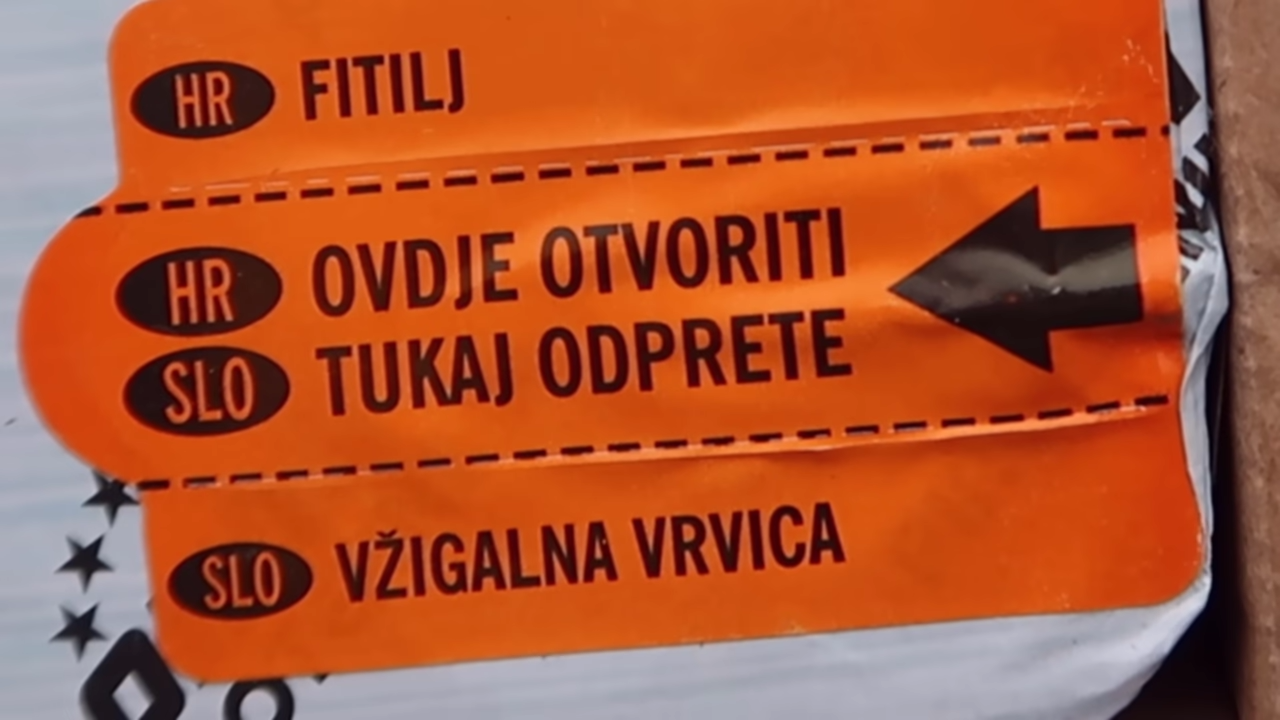 HR FITILJ
HR OVDJE OTVORITI
SLO TUKAJ ODPRETE
SLO VŽIGALNA VRVICA